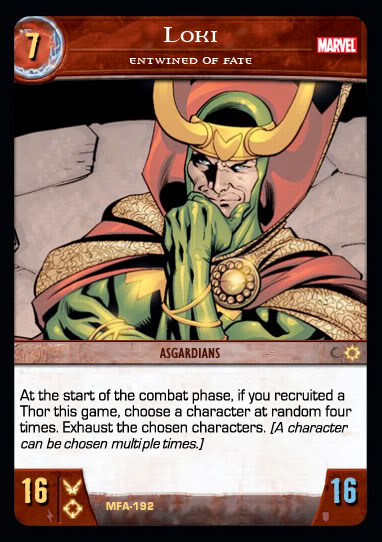 7
Loki
ENTWINED OF FATE
MARVEL
ASGARDIANS
C
At the start of the combat phase, if you recruited a
Thor this game, choose a character at random four
times. Exhaust the chosen characters. [A character
can be chosen multiple times.]
16
MFA-192
16